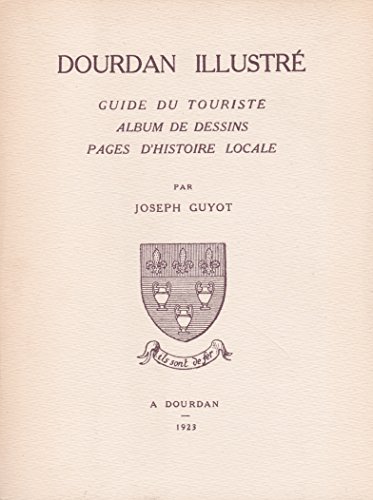 DOURDAN ILLUSTRÉ
GUIDE DU TOURISTE
ALBUM DE DESSINS
PAGES D'HISTOIRE LOCALE
PAR
JOSEPH GUYOT
ils sont de fer
A DOURDAN
1923